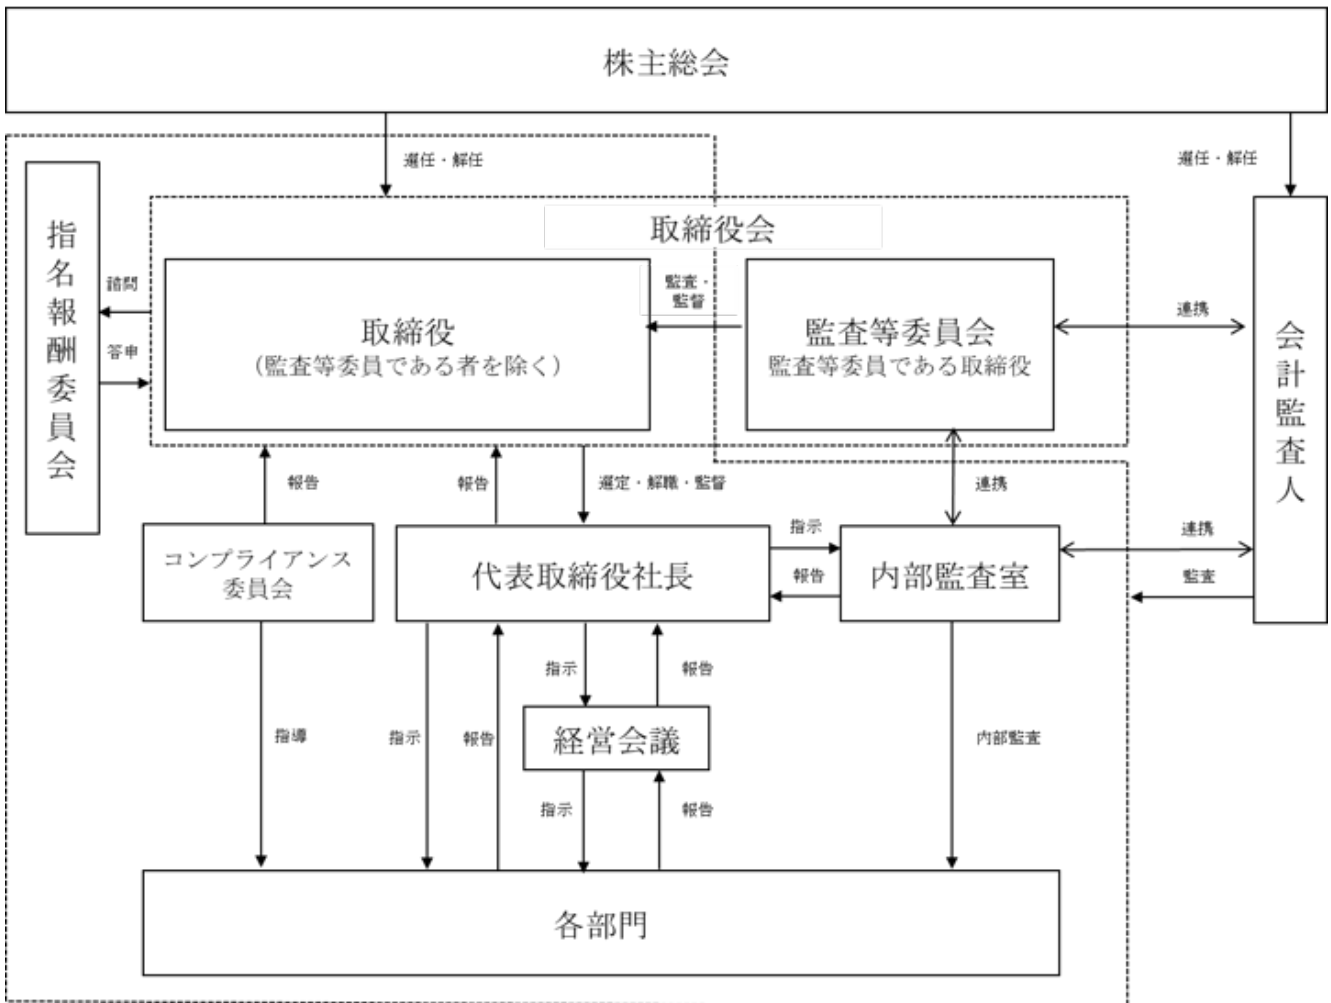 株主総会
選任・解任
選任・解任
取締役会
指名報酬委員会
諮問
答申
取締役
（監査等委員である者を除く）
監査・
監督
監査等委員会
監査等委員である取締役
連携
会計監査人
報告
報告
選定・解職・監督
連携
コンプライアンス
委員会
代表取締役社長
指示
報告
内部監査室
連携
監査
指示
報告
指導
指示
報告
経営会議
内部監査
指示
報告
各部門